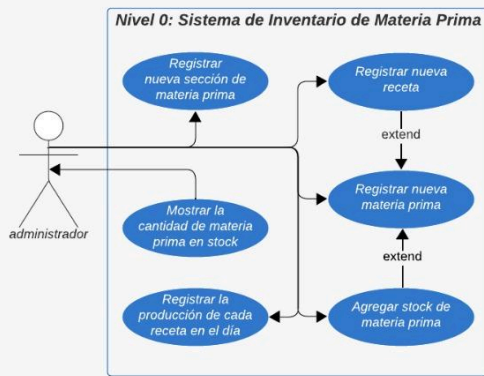 Nivel 0: Sistema de Inventario de Materia Prima
Registrar
nueva sección de
materia prima
Registrar nueva
receta
extend
Registrar nueva
materia prima
administrador
Mostrar la
cantidad de materia
prima en stock
extend
Registrar la
producción de cada
receta en el día
Agregar stock de
materia prima